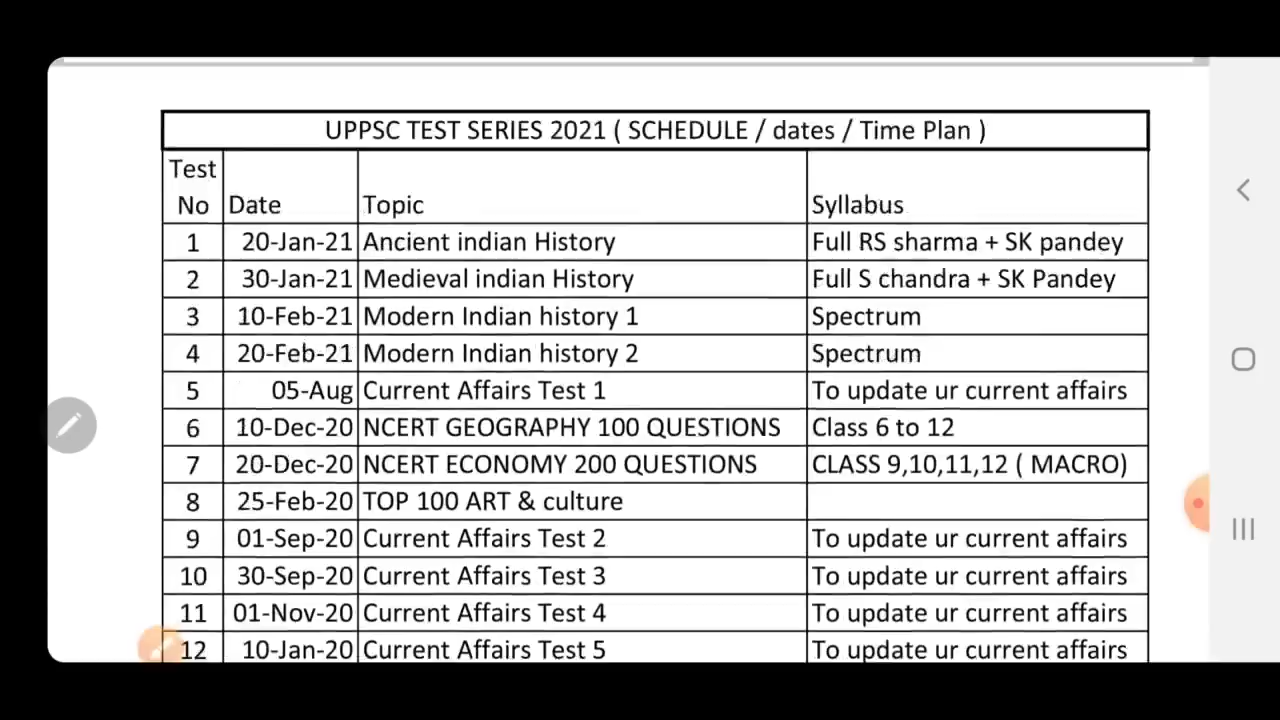 UPPSC TEST SERIES 2021 ( SCHEDULE / dates / Time Plan )
Test No Date Topic Syllabus
1 20-Jan-21 Ancient indian History Full RS sharma + SK pandey
2 30-Jan-21 Medieval indian History Full S chandra + SK Pandey
3 10-Feb-21 Modern Indian history 1 Spectrum
4 20-Feb-21 Modern Indian history 2 Spectrum
5 05-Aug Current Affairs Test 1 To update ur current affairs
6 10-Dec-20 NCERT GEOGRAPHY 100 QUESTIONS Class 6 to 12
7 20-Dec-20 NCERT ECONOMY 200 QUESTIONS CLASS 9,10,11,12 ( MACRO)
8 25-Feb-20 TOP 100 ART & culture
9 01-Sep-20 Current Affairs Test 2 To update ur current affairs
10 30-Sep-20 Current Affairs Test 3 To update ur current affairs
11 01-Nov-20 Current Affairs Test 4 To update ur current affairs
12 10-Jan-20 Current Affairs Test 5 To update ur current affairs